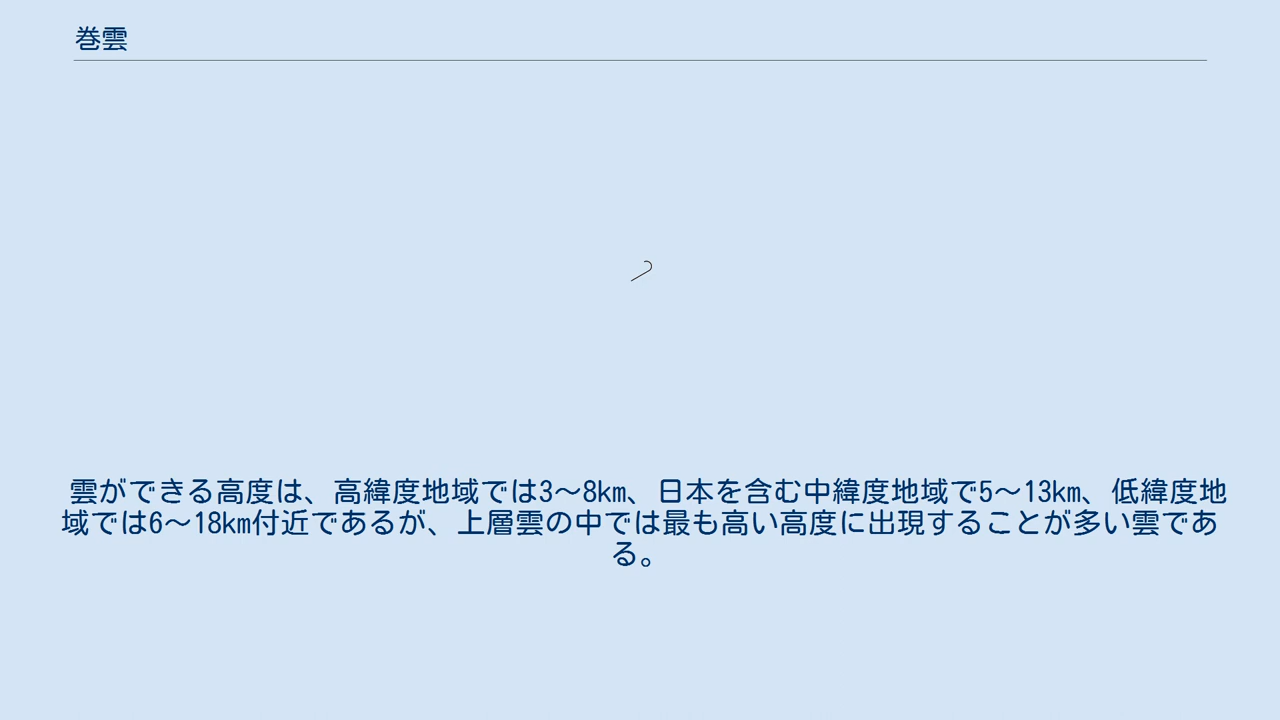 巻雲
雲ができる高度は、高緯度地域では3～8km、日本を含む中緯度地域で5～13km、低緯度地
域では6～18km付近であるが、上層雲の中では最も高い高度に出現することが多い雲であ
る。